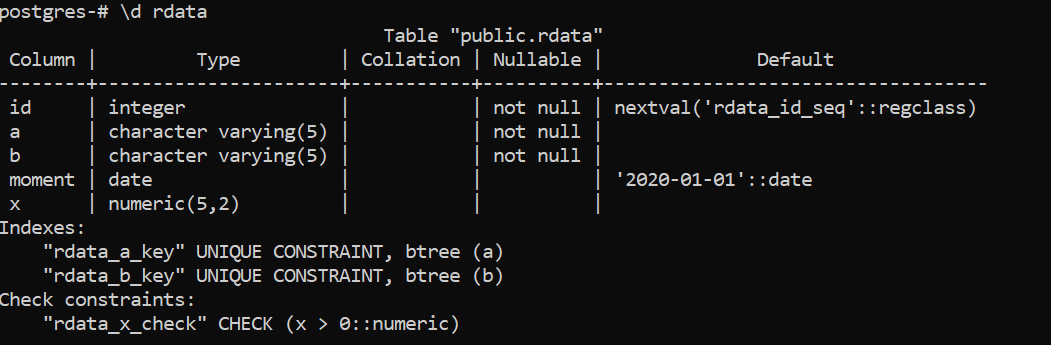 postgres-# \d rdata
                                Table "public.rdata"
 Column |         Type         | Collation | Nullable |              Default
--------+----------------------+-----------+----------+-----------------------------------
 id     | integer              |           | not null | nextval('rdata_id_seq'::regclass)
 a      | character varying(5) |           | not null |
 b      | character varying(5) |           | not null |
 moment | date                 |           |          | '2020-01-01'::date
 x      | numeric(5,2)         |           |          |
Indexes:
    "rdata_a_key" UNIQUE CONSTRAINT, btree (a)
    "rdata_b_key" UNIQUE CONSTRAINT, btree (b)
Check constraints:
    "rdata_x_check" CHECK (x > 0::numeric)